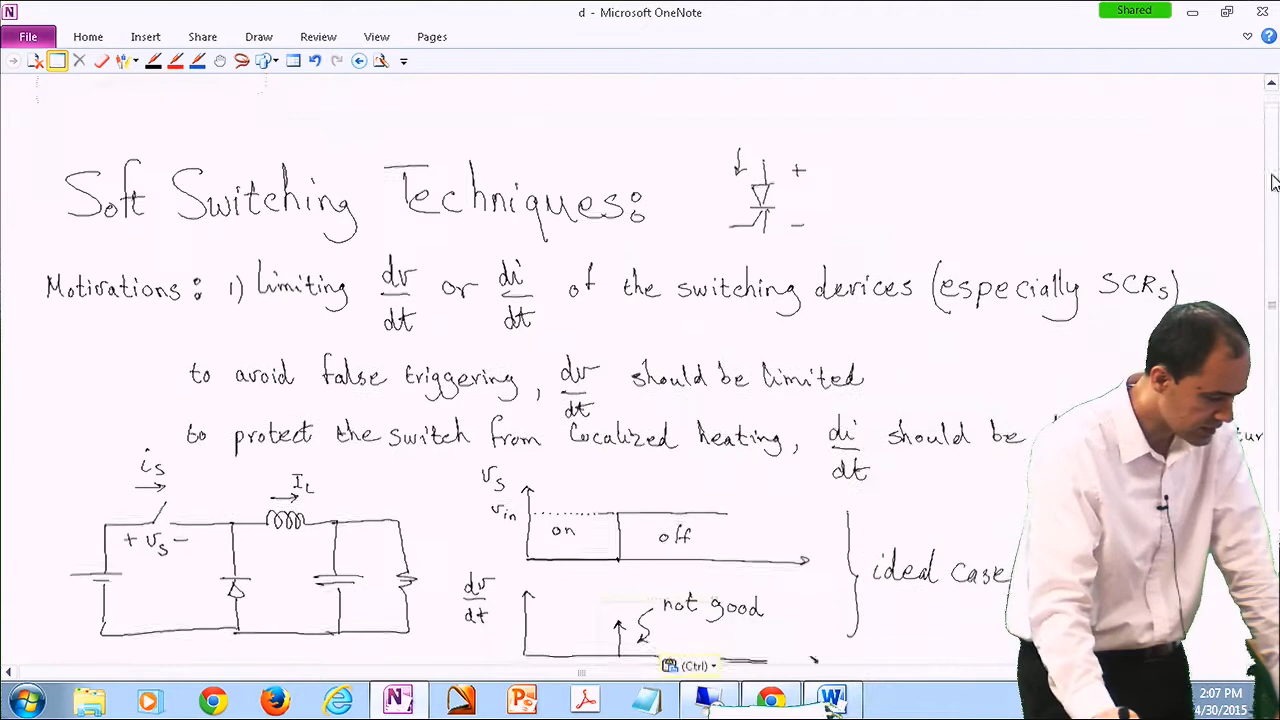 d - Microsoft OneNote
Shared
File Home Insert Share Draw Review View Pages
Soft Switching Techniques:
+
-
Motivations: 1) limiting dv/dt or di/dt of the switching devices (especially SCRs)
to avoid false triggering, dv/dt should be limited
to protect the switch from localized heating, di/dt should be
is
IL
+ vs -
vs
vin
on off
ideal case
dv/dt
not good
(Ctrl)
2:07 PM
4/30/2015